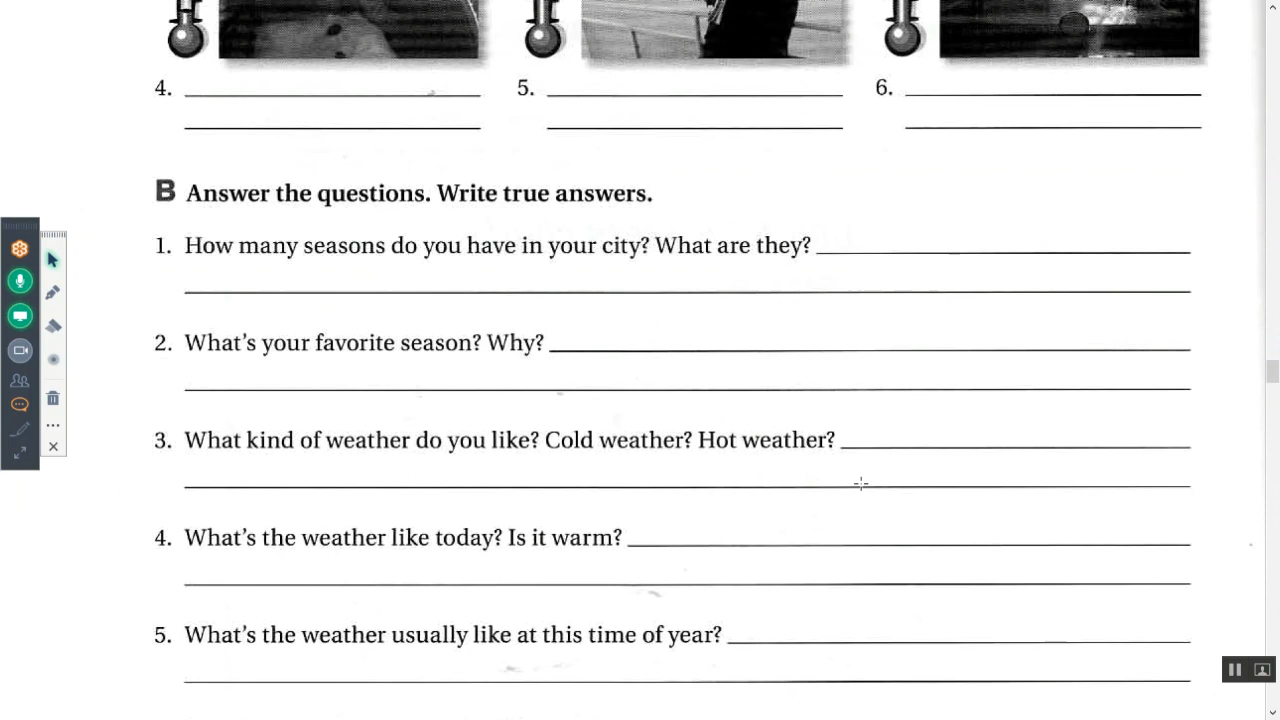 4. 5. 6.
B Answer the questions. Write true answers.
1. How many seasons do you have in your city? What are they?
2. What's your favorite season? Why?
3. What kind of weather do you like? Cold weather? Hot weather?
4. What's the weather like today? Is it warm?
5. What's the weather usually like at this time of year?